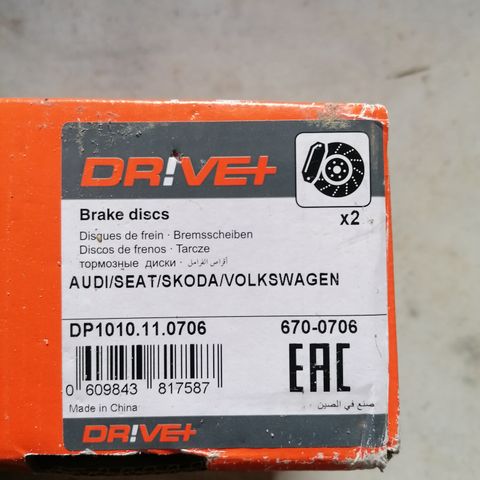 DR!VE+
Brake discs
x2
Disques de frein · Bremsscheiben
Discos de frenos · Tarcze
тормозные диски · أقراص الفرامل
AUDI/SEAT/SKODA/VOLKSWAGEN
DP1010.11.0706 670-0706
0 609843 817587
EAC
Made in China صنع في الصين
DR!VE+